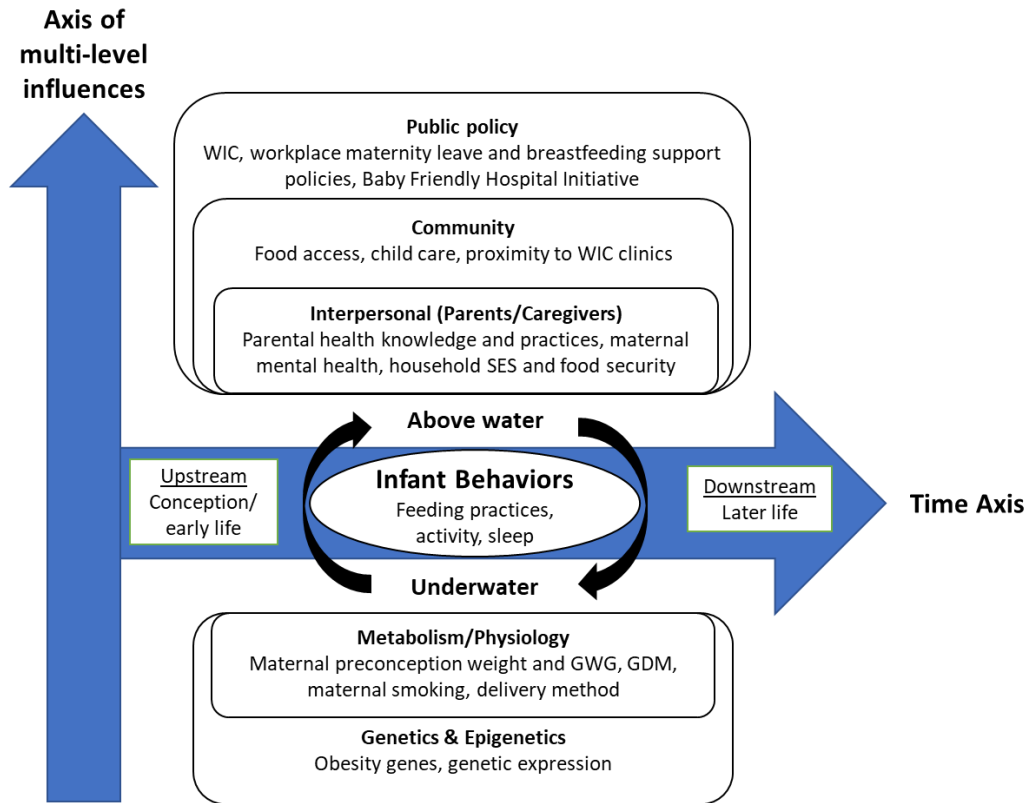 Axis of
multi-level
influences
Public policy
WIC, workplace maternity leave and breastfeeding support
policies, Baby Friendly Hospital Initiative
Community
Food access, child care, proximity to WIC clinics
Interpersonal (Parents/Caregivers)
Parental health knowledge and practices, maternal
mental health, household SES and food security
Above water
Upstream
Conception/
early life
Infant Behaviors
Feeding practices,
activity, sleep
Downstream
Later life
Time Axis
Underwater
Metabolism/Physiology
Maternal preconception weight and GWG, GDM,
maternal smoking, delivery method
Genetics & Epigenetics
Obesity genes, genetic expression